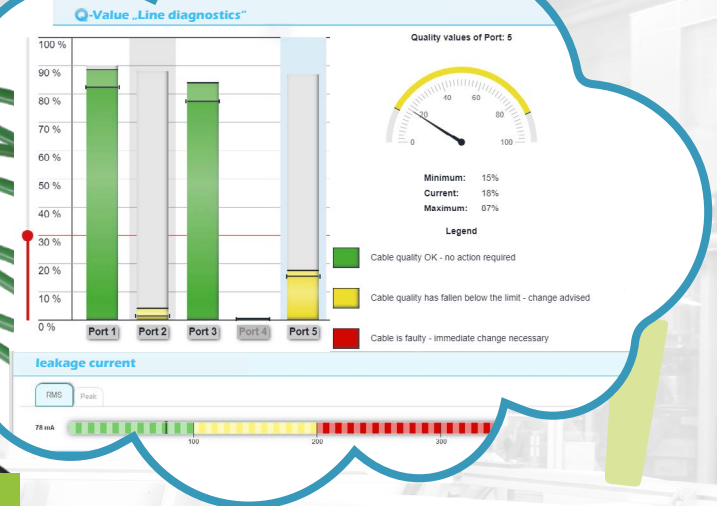 Q-Value „Line diagnostics"
100 %
90 %
80 %
70 %
60 %
50 %
40 %
30 %
20 %
10 %
0 %
Port 1
Port 2
Port 3
Port 4
Port 5
Quality values of Port: 5
0
20
40
60
80
100
Minimum: 15%
Current: 18%
Maximum: 87%
Legend
Cable quality OK - no action required
Cable quality has fallen below the limit - change advised
Cable is faulty - immediate change necessary
leakage current
RMS
Peak
78 mA
100
200
300